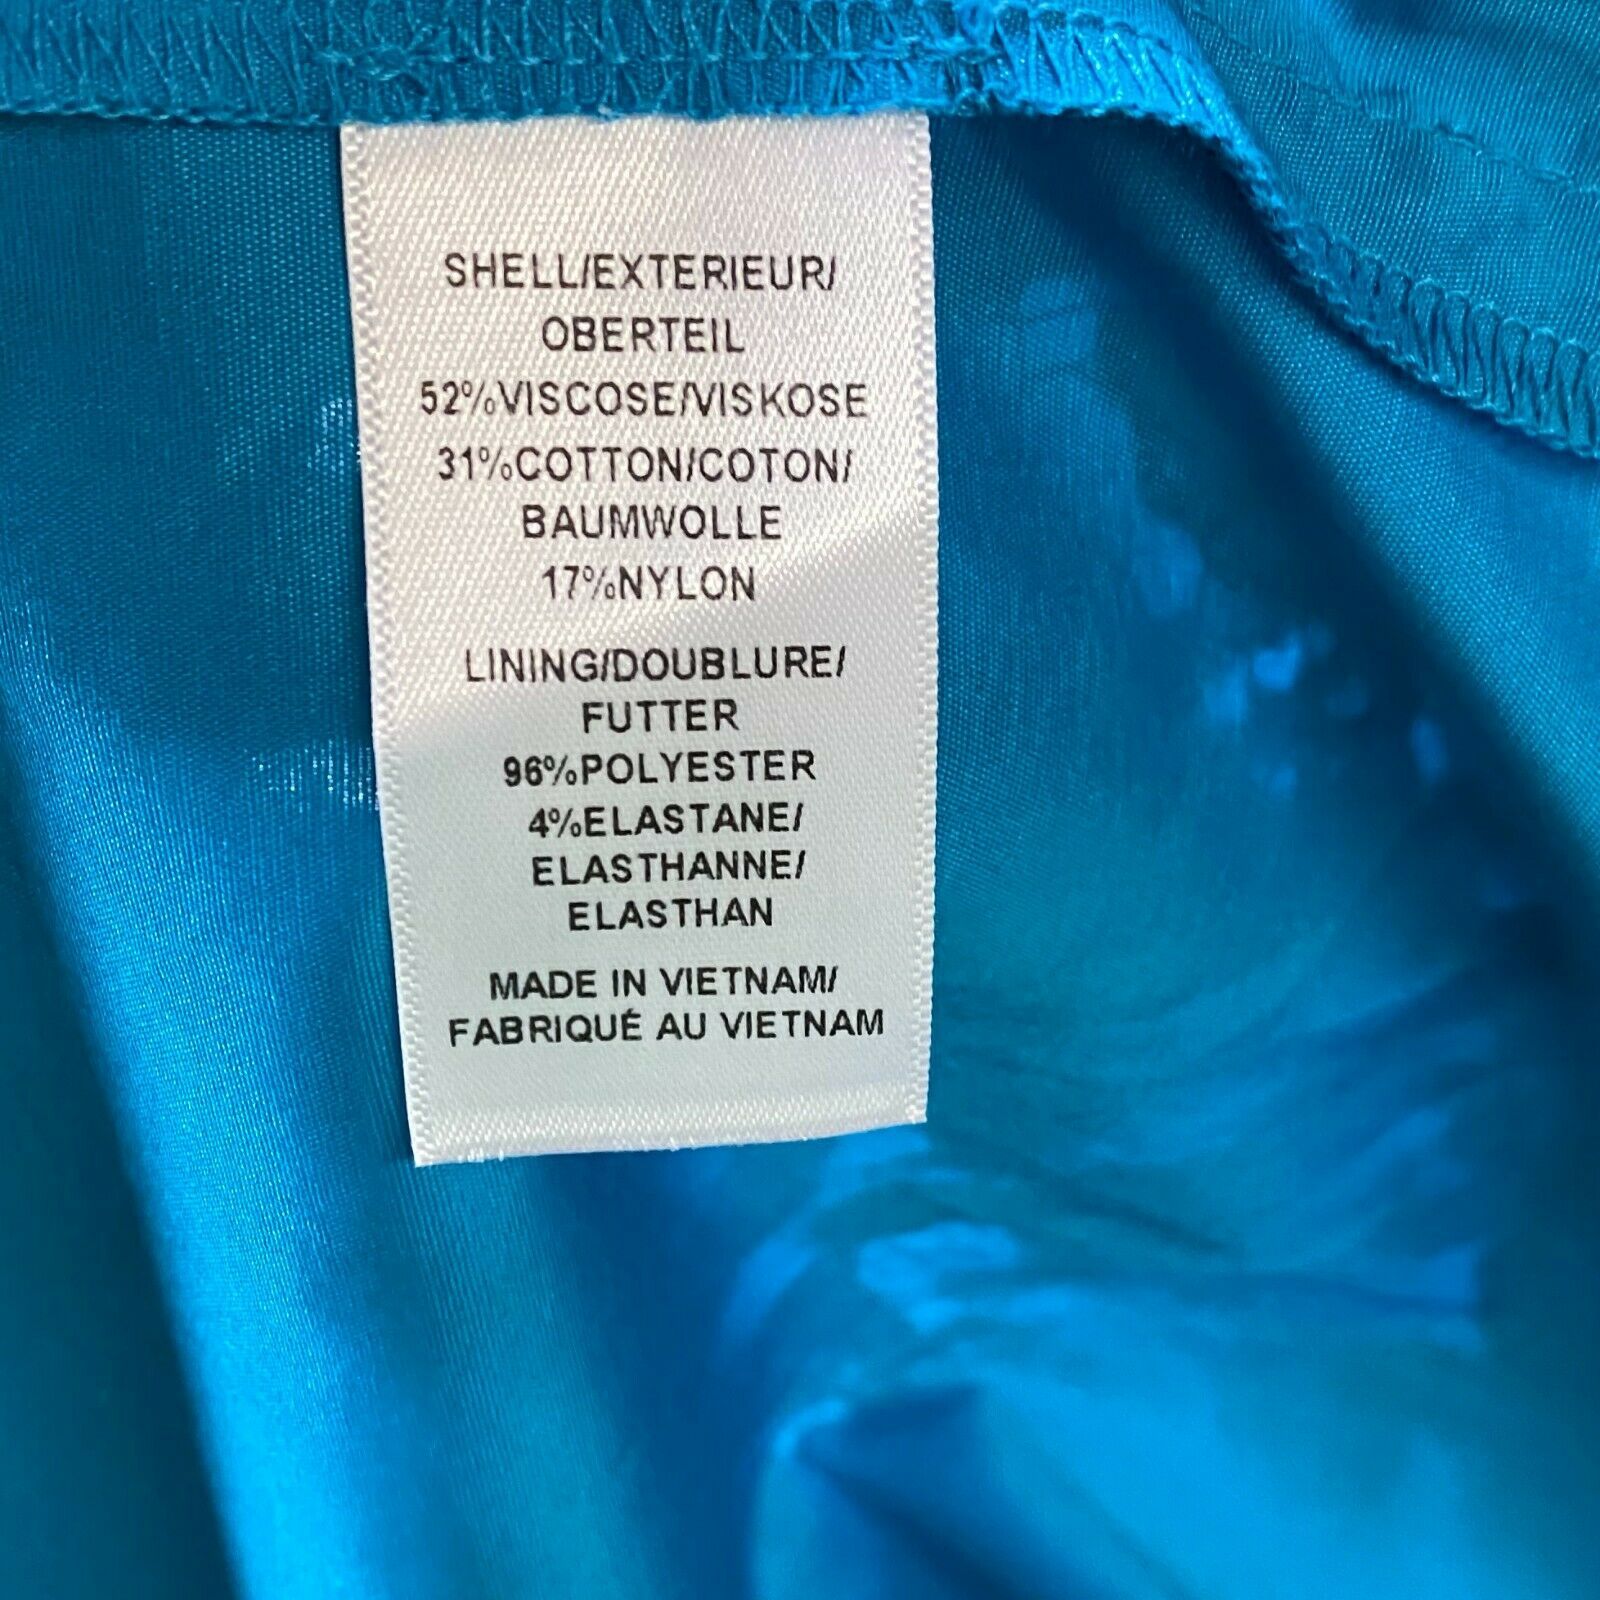 SHELL/EXTERIEUR/
OBERTEIL
52%VISCOSE/VISKOSE
31%COTTON/COTON/
BAUMWOLLE
17%NYLON
LINING/DOUBLURE/
FUTTER
96%POLYESTER
4%ELASTANE/
ELASTHANNE/
ELASTHAN
MADE IN VIETNAM/
FABRIQUÉ AU VIETNAM